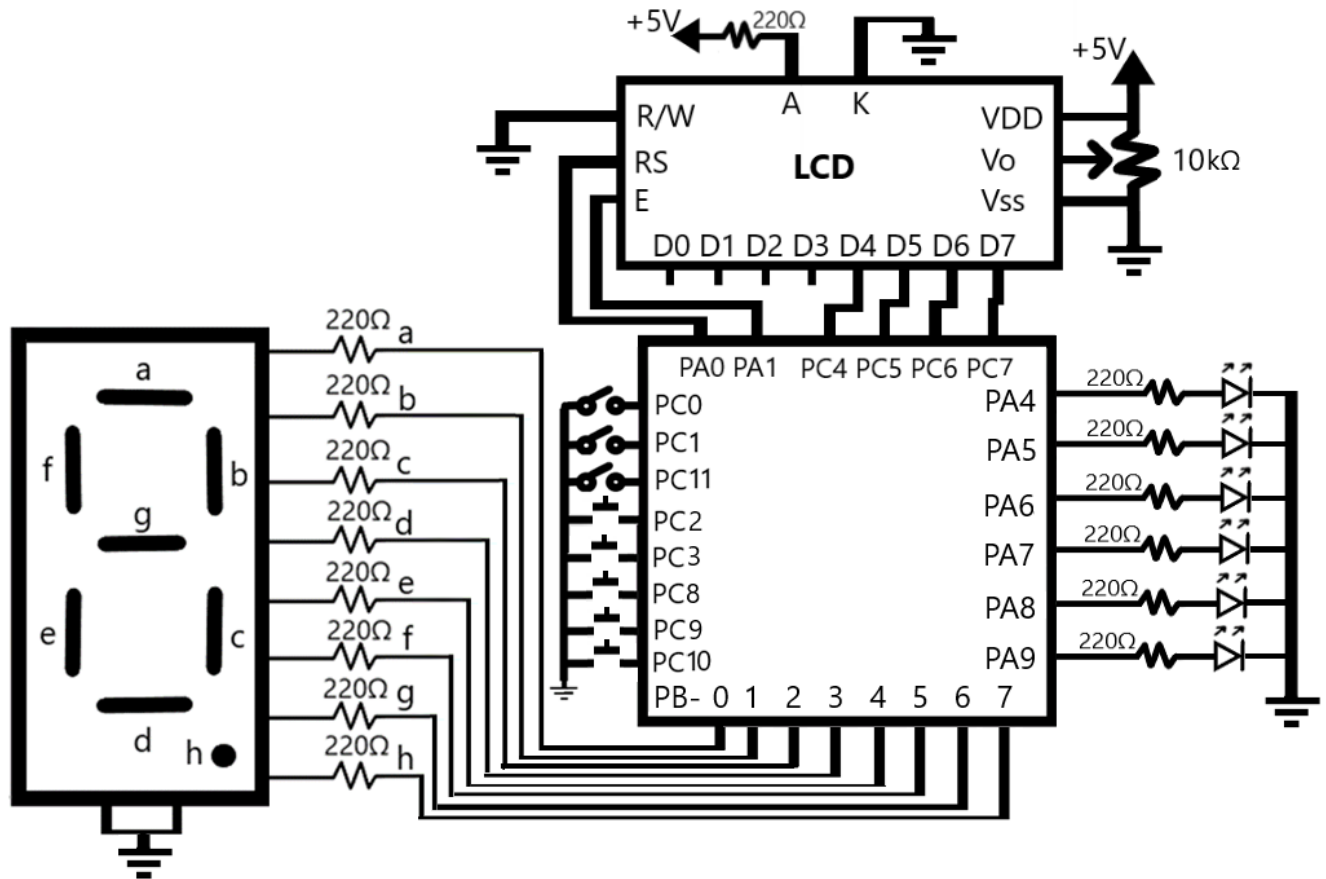 +5V 220Ω
+5V
A K
R/W VDD
RS LCD Vo 10kΩ
E Vss
D0 D1 D2 D3 D4 D5 D6 D7
220Ω a
220Ω b
220Ω c
220Ω d
220Ω e
220Ω f
220Ω g
220Ω h
a
f b
g
e c
d h
PA0 PA1 PC4 PC5 PC6 PC7
PC0
PC1
PC11
PC2
PC3
PC8
PC9
PC10
PB- 0 1 2 3 4 5 6 7
PA4 220Ω
PA5 220Ω
PA6 220Ω
PA7 220Ω
PA8 220Ω
PA9 220Ω